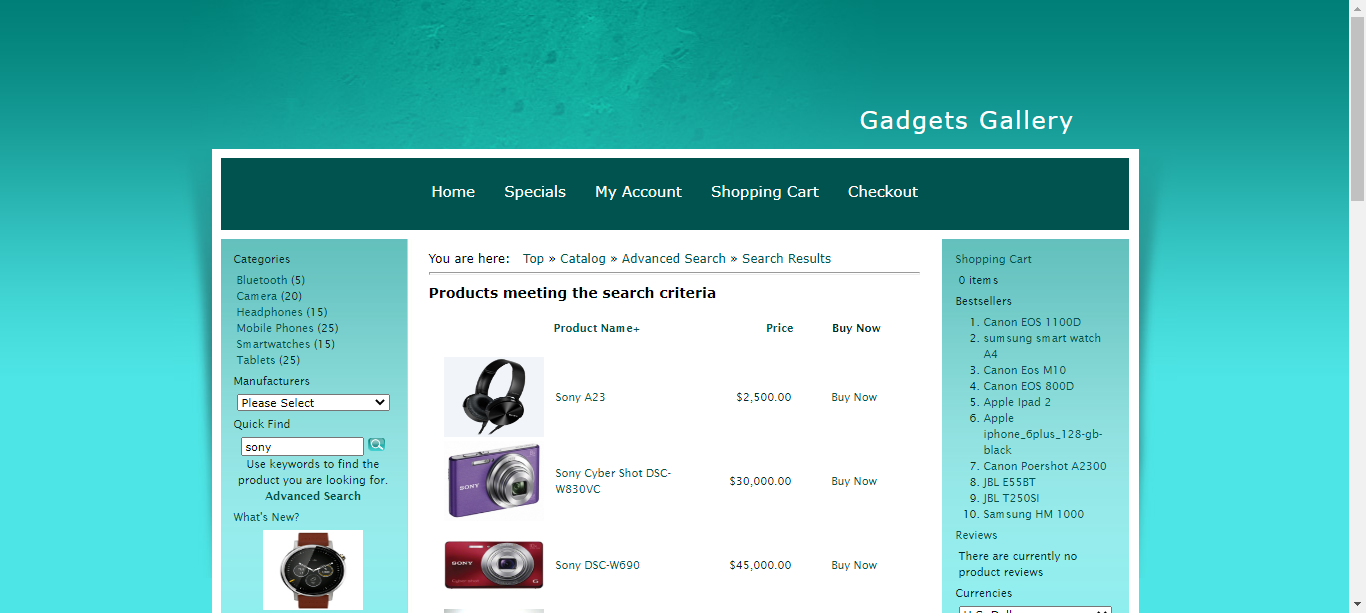 Gadgets Gallery
Home Specials My Account Shopping Cart Checkout
Categories
Bluetooth (5)
Camera (20)
Headphones (15)
Mobile Phones (25)
Smartwatches (15)
Tablets (25)
Manufacturers
Please Select
Quick Find
sony
Use keywords to find the
product you are looking for.
Advanced Search
What's New?
You are here: Top » Catalog » Advanced Search » Search Results
Products meeting the search criteria
Product Name+ Price Buy Now
Sony A23 $2,500.00 Buy Now
SONY
Sony Cyber Shot DSC-
W830VC
$30,000.00 Buy Now
SONY
Sony DSC-W690 $45,000.00 Buy Now
Shopping Cart
0 items
Bestsellers
1. Canon EOS 1100D
2. sumsung smart watch
A4
3. Canon Eos M10
4. Canon EOS 800D
5. Apple Ipad 2
6. Apple
iphone_6plus_128-gb-
black
7. Canon Poershot A2300
8. JBL E55BT
9. JBL T250SI
10. Samsung HM 1000
Reviews
There are currently no
product reviews
Currencies